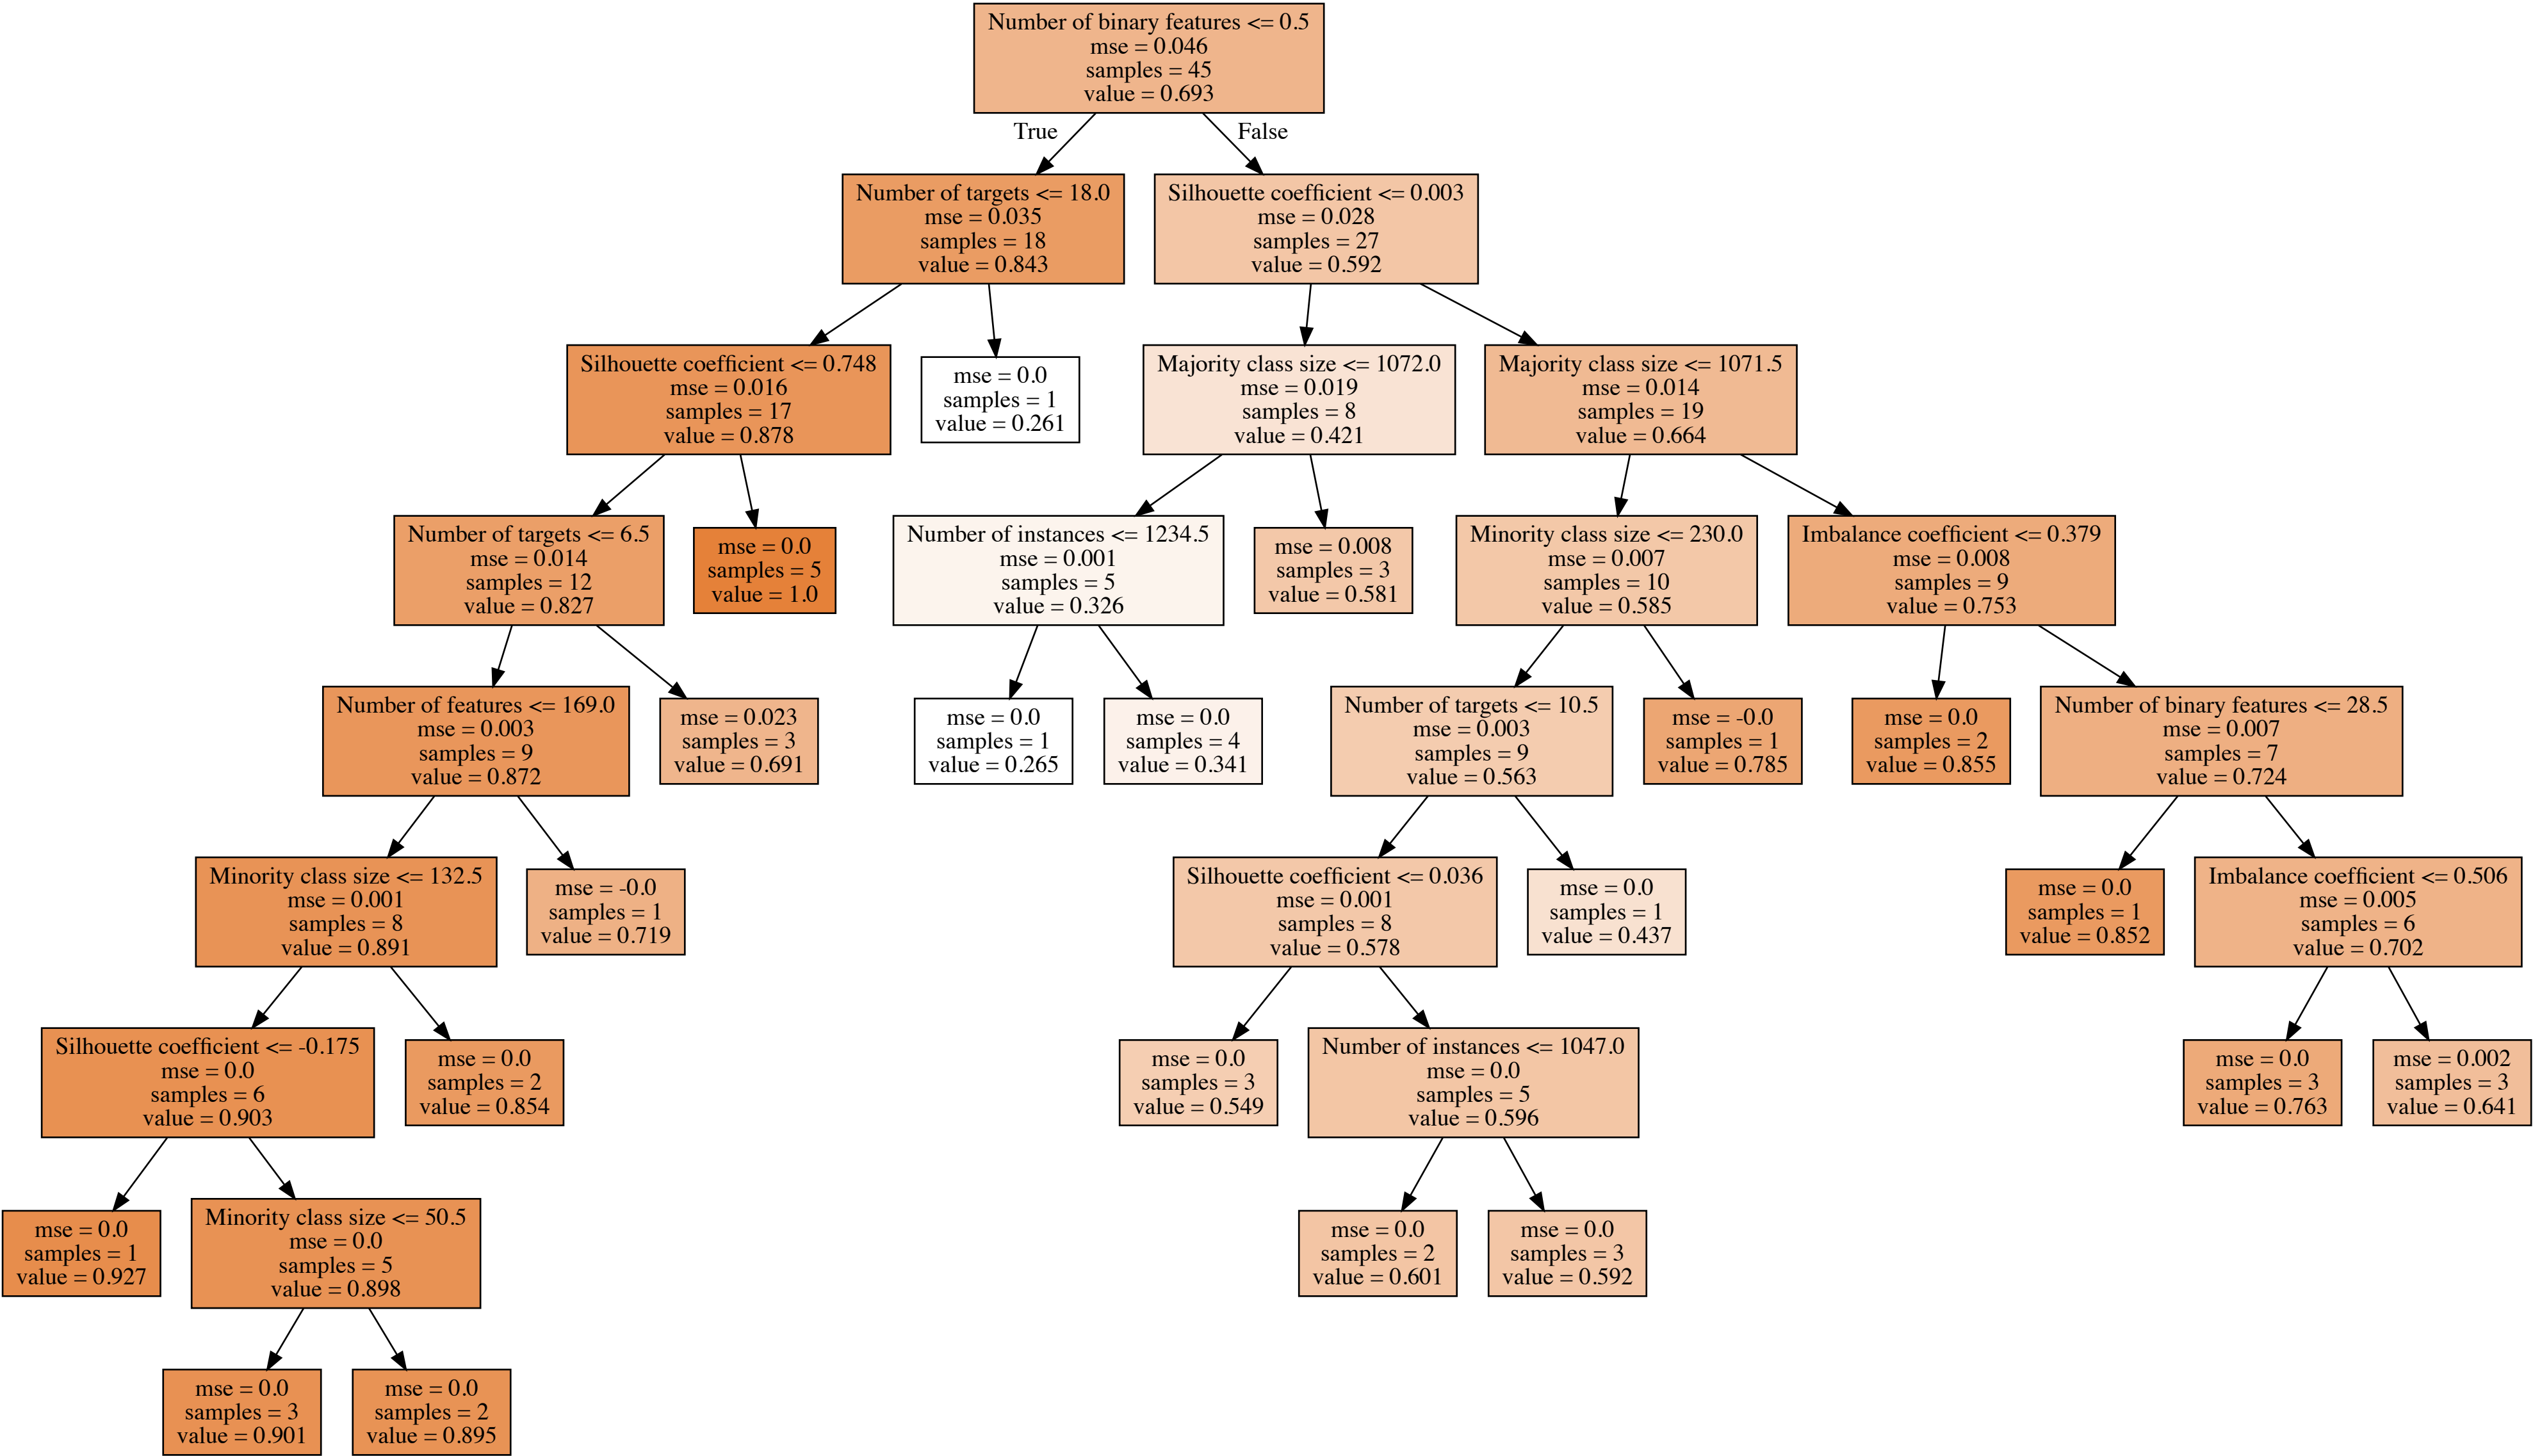 Number of binary features <= 0.5
mse = 0.046
samples = 45
value = 0.693
True
False
Number of targets <= 18.0
mse = 0.035
samples = 18
value = 0.843
Silhouette coefficient <= 0.003
mse = 0.028
samples = 27
value = 0.592
Silhouette coefficient <= 0.748
mse = 0.016
samples = 17
value = 0.878
mse = 0.0
samples = 1
value = 0.261
Majority class size <= 1072.0
mse = 0.019
samples = 8
value = 0.421
Majority class size <= 1071.5
mse = 0.014
samples = 19
value = 0.664
Number of targets <= 6.5
mse = 0.014
samples = 12
value = 0.827
mse = 0.0
samples = 5
value = 1.0
Number of instances <= 1234.5
mse = 0.001
samples = 5
value = 0.326
mse = 0.008
samples = 3
value = 0.581
Minority class size <= 230.0
mse = 0.007
samples = 10
value = 0.585
Imbalance coefficient <= 0.379
mse = 0.008
samples = 9
value = 0.753
Number of features <= 169.0
mse = 0.003
samples = 9
value = 0.872
mse = 0.023
samples = 3
value = 0.691
mse = 0.0
samples = 1
value = 0.265
mse = 0.0
samples = 4
value = 0.341
Number of targets <= 10.5
mse = 0.003
samples = 9
value = 0.563
mse = -0.0
samples = 1
value = 0.785
mse = 0.0
samples = 2
value = 0.855
Number of binary features <= 28.5
mse = 0.007
samples = 7
value = 0.724
Minority class size <= 132.5
mse = 0.001
samples = 8
value = 0.891
mse = -0.0
samples = 1
value = 0.719
Silhouette coefficient <= 0.036
mse = 0.001
samples = 8
value = 0.578
mse = 0.0
samples = 1
value = 0.437
mse = 0.0
samples = 1
value = 0.852
Imbalance coefficient <= 0.506
mse = 0.005
samples = 6
value = 0.702
Silhouette coefficient <= -0.175
mse = 0.0
samples = 6
value = 0.903
mse = 0.0
samples = 2
value = 0.854
mse = 0.0
samples = 3
value = 0.549
Number of instances <= 1047.0
mse = 0.0
samples = 5
value = 0.596
mse = 0.0
samples = 3
value = 0.763
mse = 0.002
samples = 3
value = 0.641
mse = 0.0
samples = 1
value = 0.927
Minority class size <= 50.5
mse = 0.0
samples = 5
value = 0.898
mse = 0.0
samples = 2
value = 0.601
mse = 0.0
samples = 3
value = 0.592
mse = 0.0
samples = 3
value = 0.901
mse = 0.0
samples = 2
value = 0.895